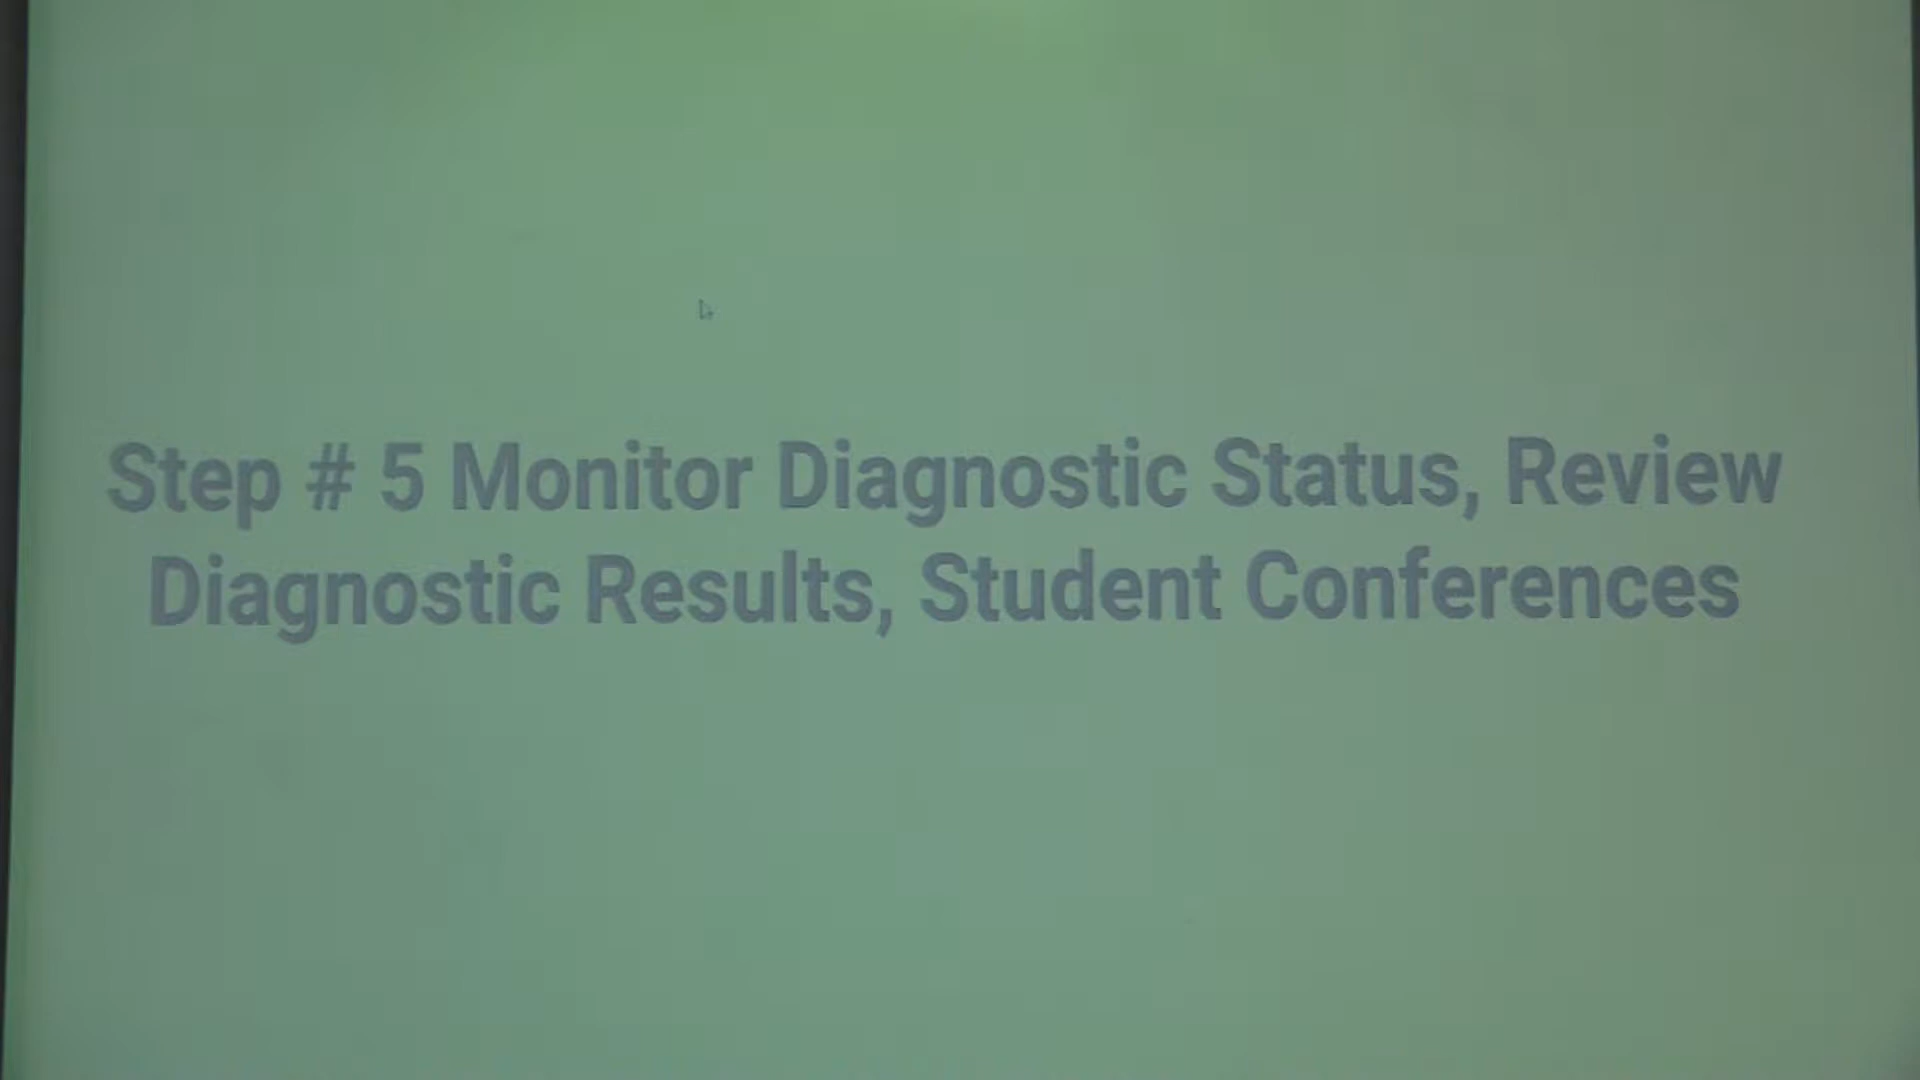 Step # 5 Monitor Diagnostic Status, Review
Diagnostic Results, Student Conferences